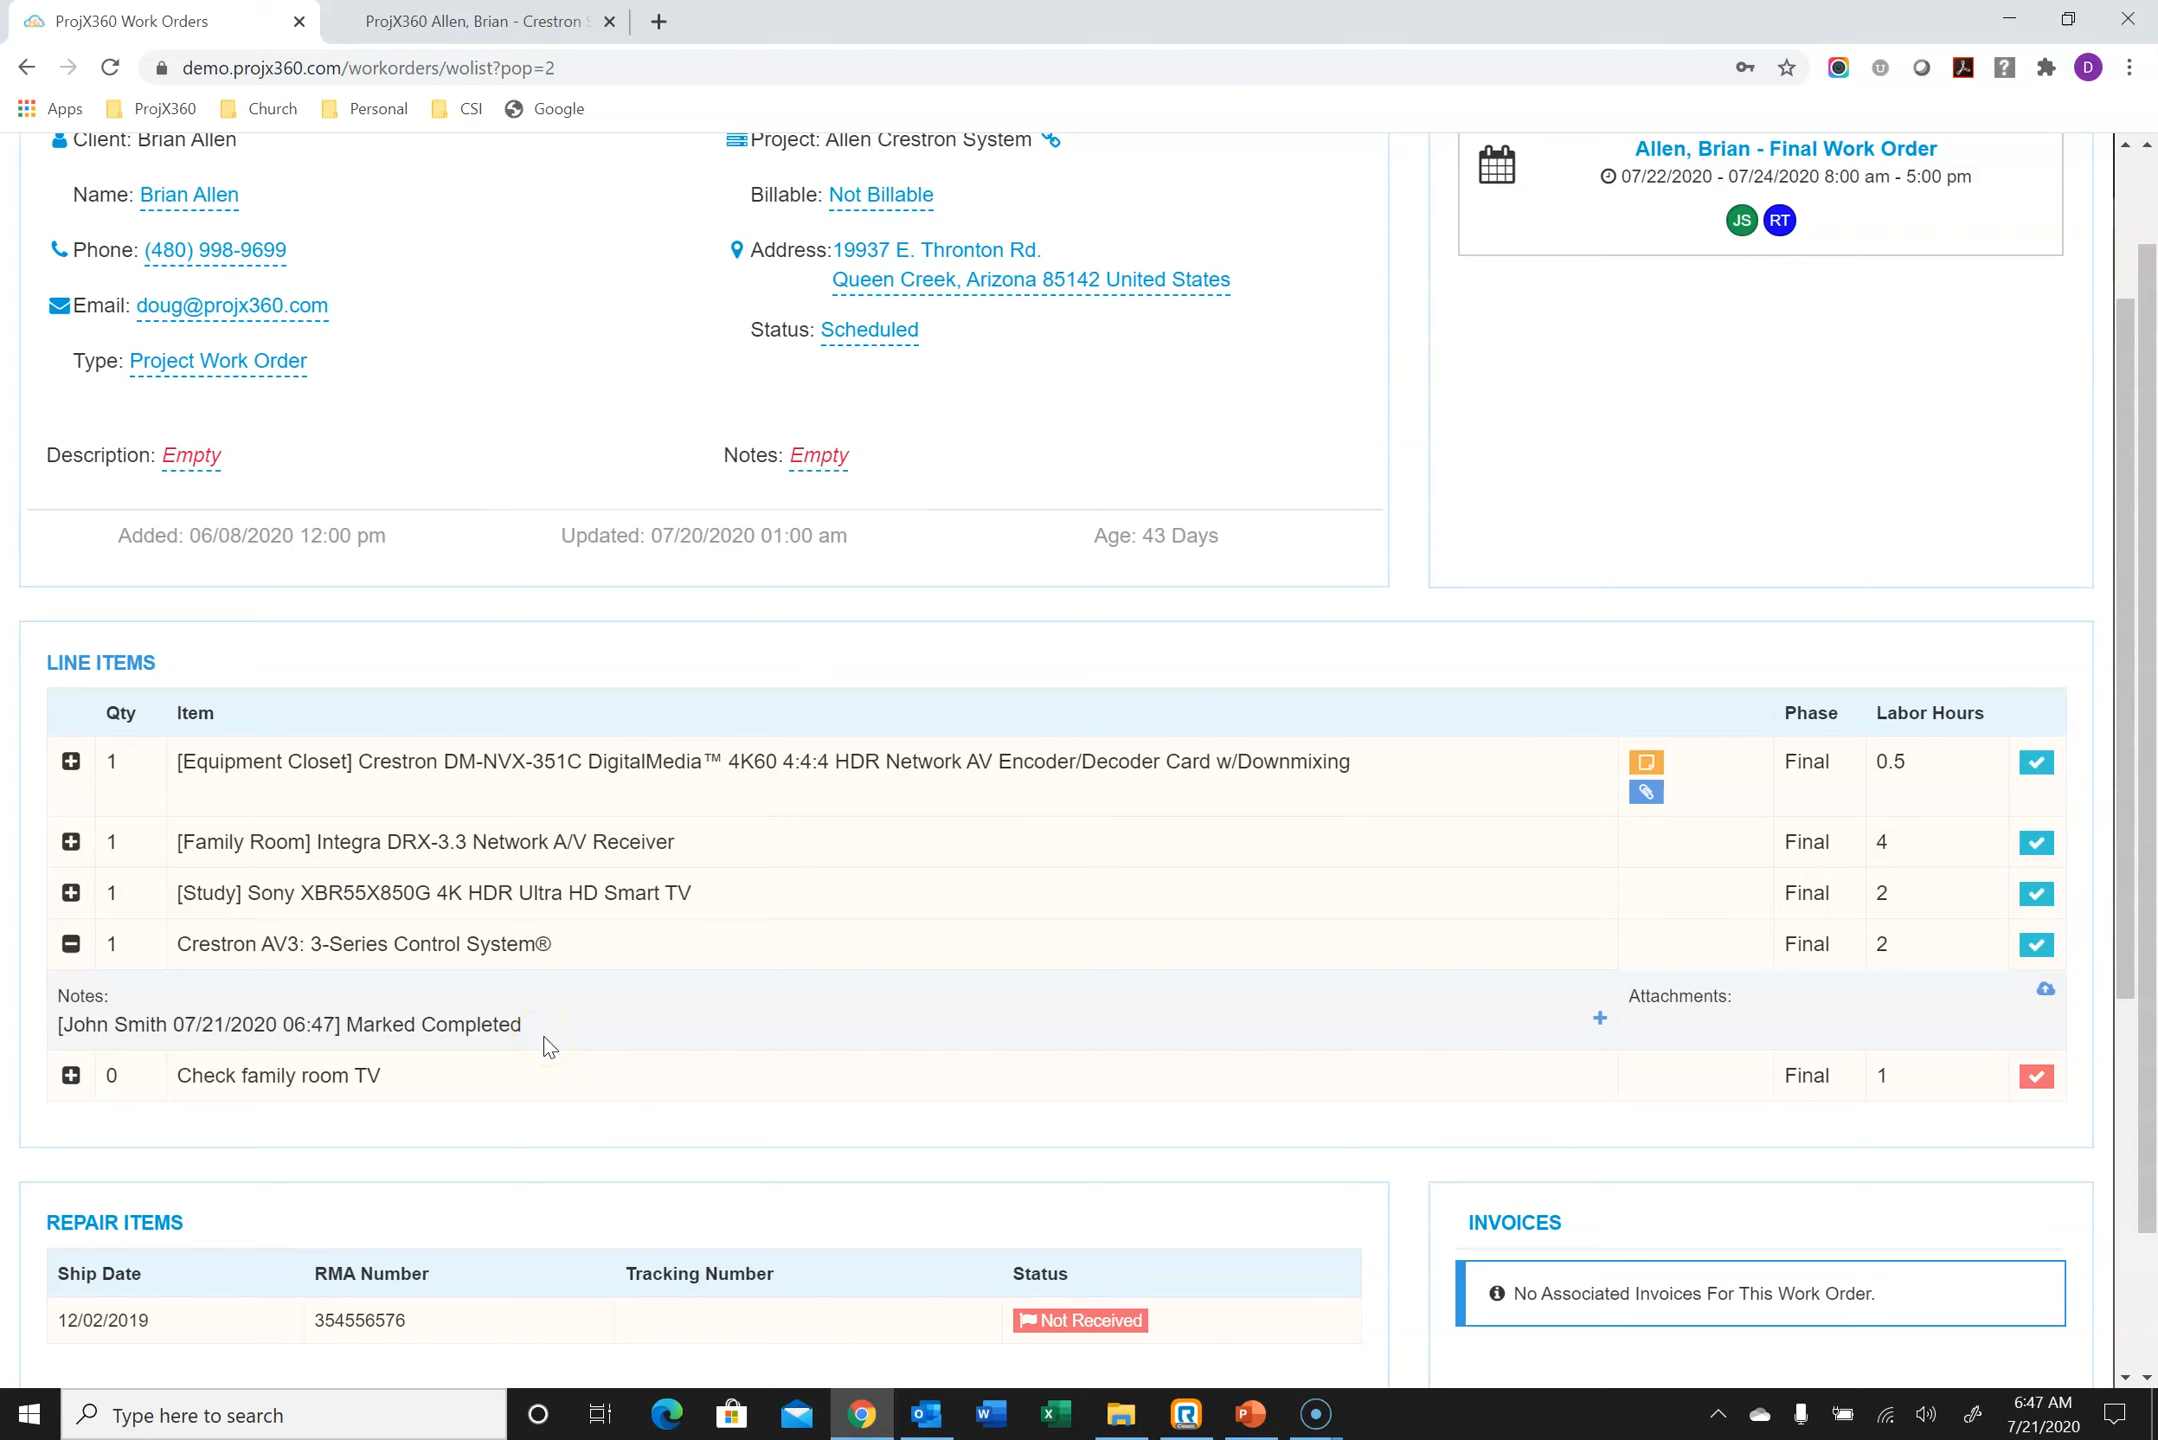 ProjX360 Work Orders
ProjX360 Allen, Brian - Crestron S
demo.projx360.com/workorders/wolist?pop=2
D
Apps ProjX360 Church Personal CSI Google
Client: Brian Allen
Project: Allen Crestron System
Name: Brian Allen
Billable: Not Billable
Phone: (480) 998-9699
Address: 19937 E. Thronton Rd.
Queen Creek, Arizona 85142 United States
Email: doug@projx360.com
Status: Scheduled
Type: Project Work Order
Description: Empty
Notes: Empty
Added: 06/08/2020 12:00 pm
Updated: 07/20/2020 01:00 am
Age: 43 Days
Allen, Brian - Final Work Order
07/22/2020 - 07/24/2020 8:00 am - 5:00 pm
JS RT
LINE ITEMS
Qty Item Phase Labor Hours
1 [Equipment Closet] Crestron DM-NVX-351C DigitalMedia™ 4K60 4:4:4 HDR Network AV Encoder/Decoder Card w/Downmixing Final 0.5
1 [Family Room] Integra DRX-3.3 Network A/V Receiver Final 4
1 [Study] Sony XBR55X850G 4K HDR Ultra HD Smart TV Final 2
1 Crestron AV3: 3-Series Control System® Final 2
Notes:
[John Smith 07/21/2020 06:47] Marked Completed
Attachments:
0 Check family room TV Final 1
REPAIR ITEMS
Ship Date RMA Number Tracking Number Status
12/02/2019 354556576 Not Received
INVOICES
No Associated Invoices For This Work Order.
Type here to search
6:47 AM
7/21/2020